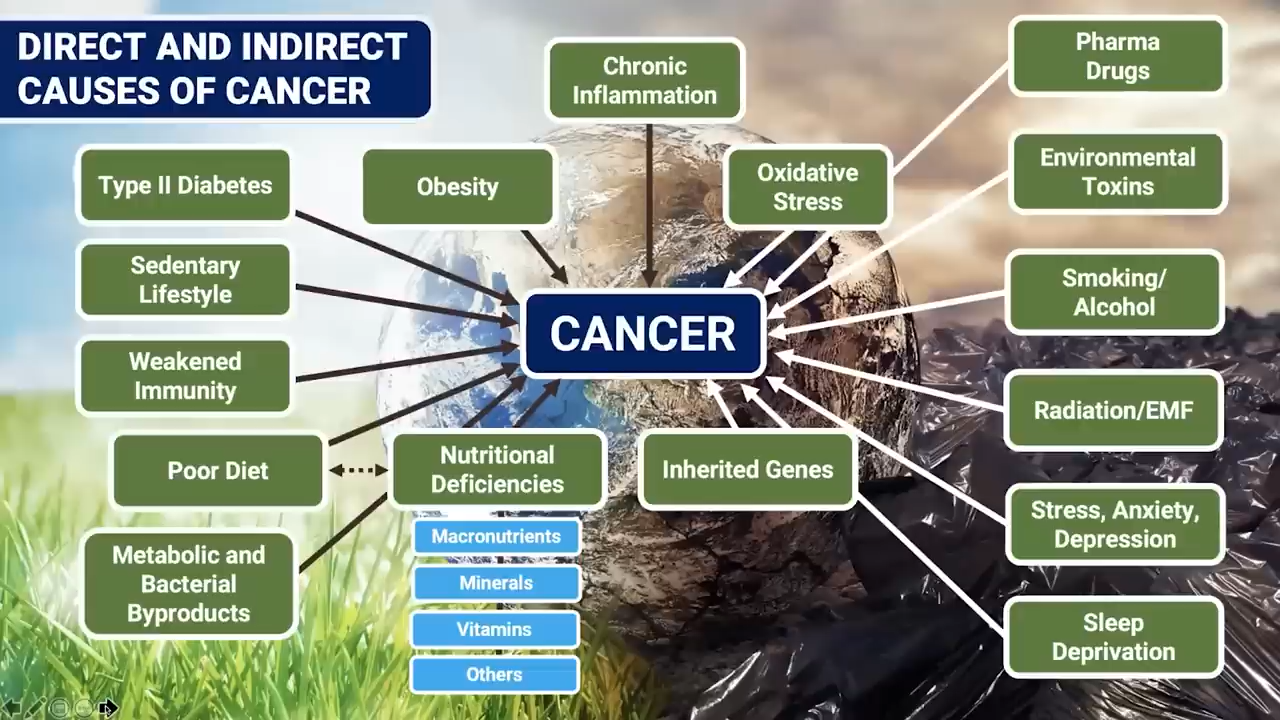 DIRECT AND INDIRECT
CAUSES OF CANCER
Chronic
Inflammation
Pharma
Drugs
Type II Diabetes
Obesity
Oxidative
Stress
Environmental
Toxins
Sedentary
Lifestyle
CANCER
Smoking/
Alcohol
Weakened
Immunity
Radiation/EMF
Poor Diet
Nutritional
Deficiencies
Inherited Genes
Macronutrients
Minerals
Vitamins
Others
Stress, Anxiety,
Depression
Metabolic and
Bacterial
Byproducts
Sleep
Deprivation